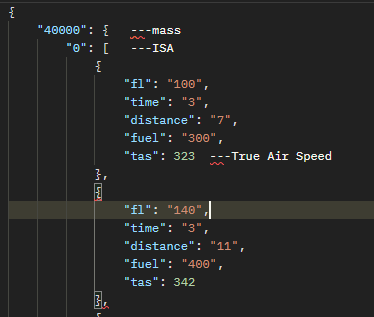 {
"40000": {   ---mass
"0": [   ---ISA
{
"fl": "100",
"time": "3",
"distance": "7",
"fuel": "300",
"tas": 323  ---True Air Speed
},
{
"fl": "140",
"time": "3",
"distance": "11",
"fuel": "400",
"tas": 342
},
{